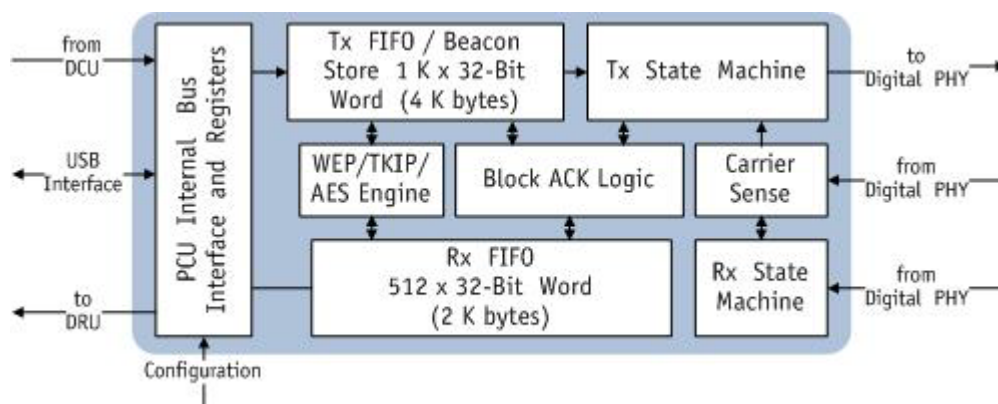 from
DCU
USB
Interface
to
DRU
Configuration
PCU Internal Bus
Interface and Registers
Tx FIFO / Beacon
Store 1 K x 32-Bit
Word (4 K bytes)
Tx State Machine
WEP/TKIP/
AES Engine
Block ACK Logic
Carrier
Sense
Rx FIFO
512 x 32-Bit Word
(2 K bytes)
Rx State
Machine
to
Digital PHY
from
Digital PHY
from
Digital PHY